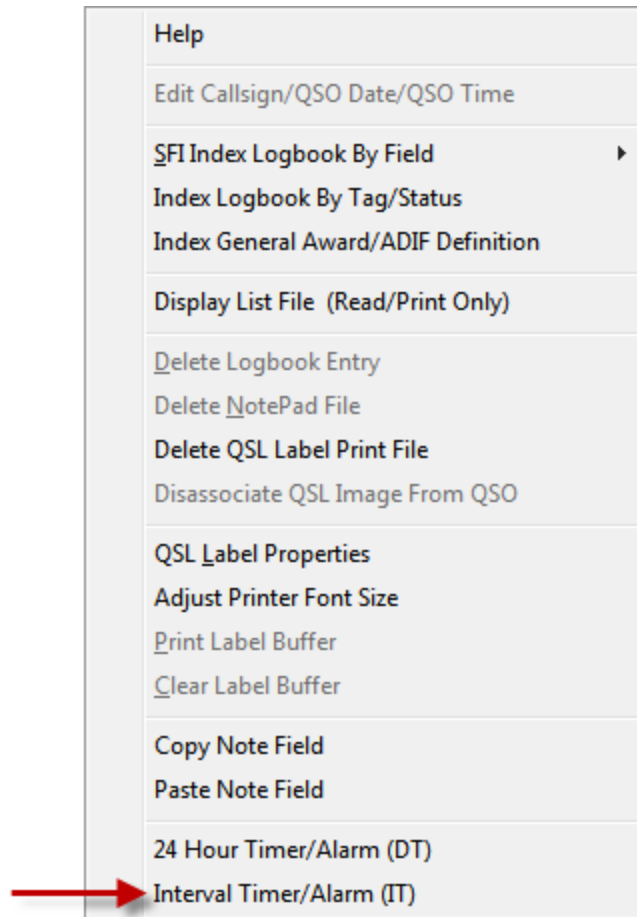 Help
Edit Callsign/QSO Date/QSO Time
SFI Index Logbook By Field
Index Logbook By Tag/Status
Index General Award/ADIF Definition
Display List File  (Read/Print Only)
Delete Logbook Entry
Delete NotePad File
Delete QSL Label Print File
Disassociate QSL Image From QSO
QSL Label Properties
Adjust Printer Font Size
Print Label Buffer
Clear Label Buffer
Copy Note Field
Paste Note Field
24 Hour Timer/Alarm (DT)
Interval Timer/Alarm (IT)